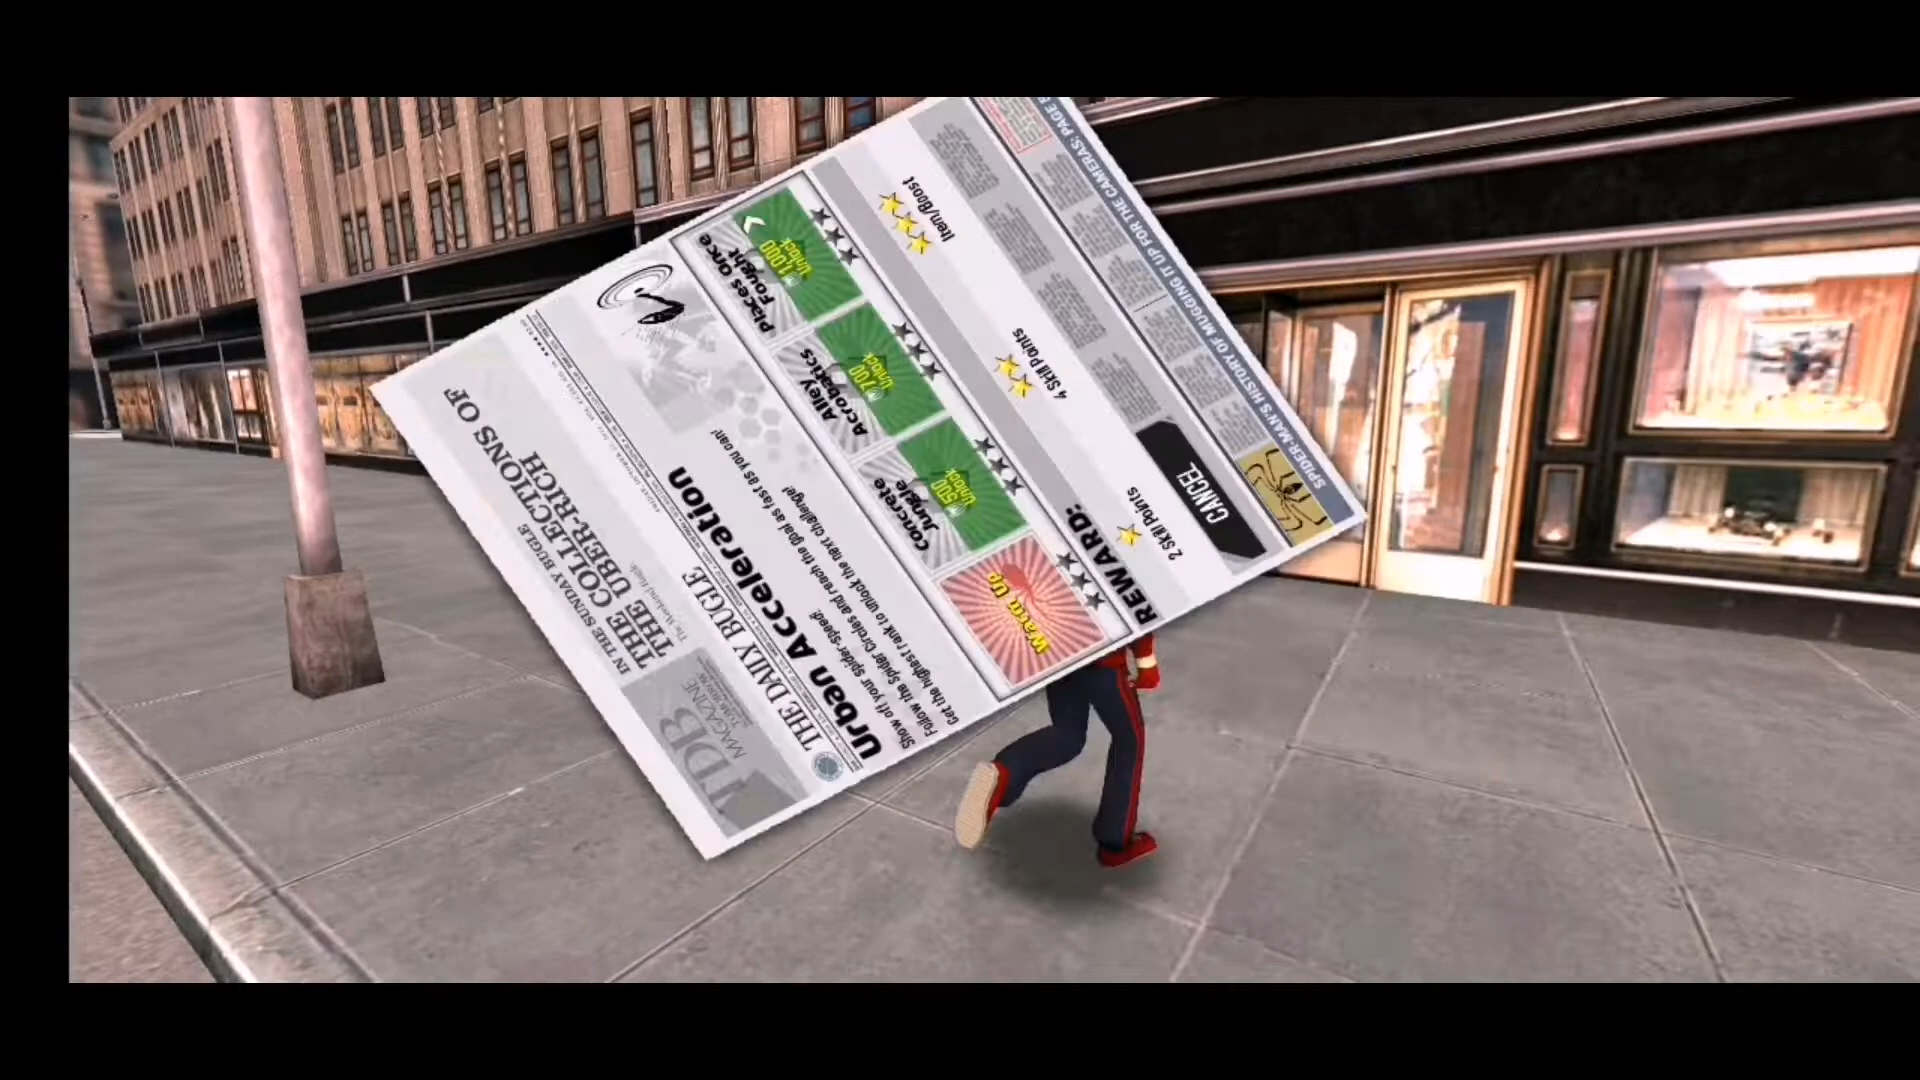 IN THE SUNDAY BUGLE
THE COLLECTIONS OF
THE UBER-RICH
TDB
MAGAZINE
THE DAILY BUGLE
Urban Acceleration
Show off your spider-speed!
Follow the Spider Circles and reach the goal as fast as you can!
Get the highest rank to unlock the next challenge!
Warm Up
Concrete
Jungle
500
Unlock
Alley
Acrobatics
700
Unlock
Places once
Fought
1,000
Unlock
REWARD:
2 Skill Points
4 Skill Points
Item/Boost
CANCEL
SPIDER-MAN'S HISTORY OF MUGGING IT UP FOR THE CAMERAS: PAGE